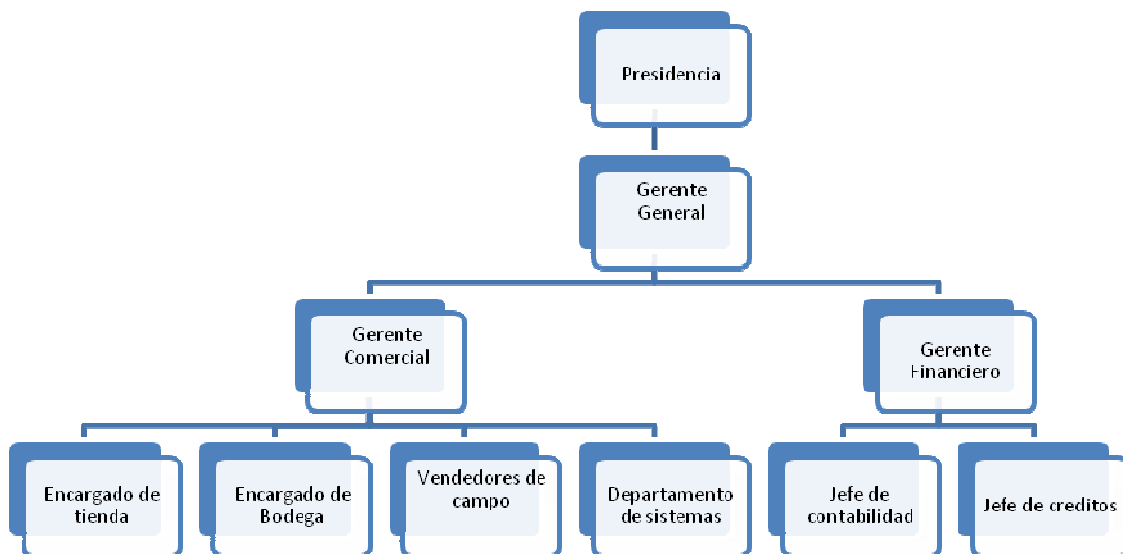 Presidencia
Gerente
General
Gerente
Comercial
Gerente
Financiero
Encargado de
tienda
Encargado de
Bodega
Vendedores de
campo
Departamento
de sistemas
Jefe de
contabilidad
Jefe de creditos